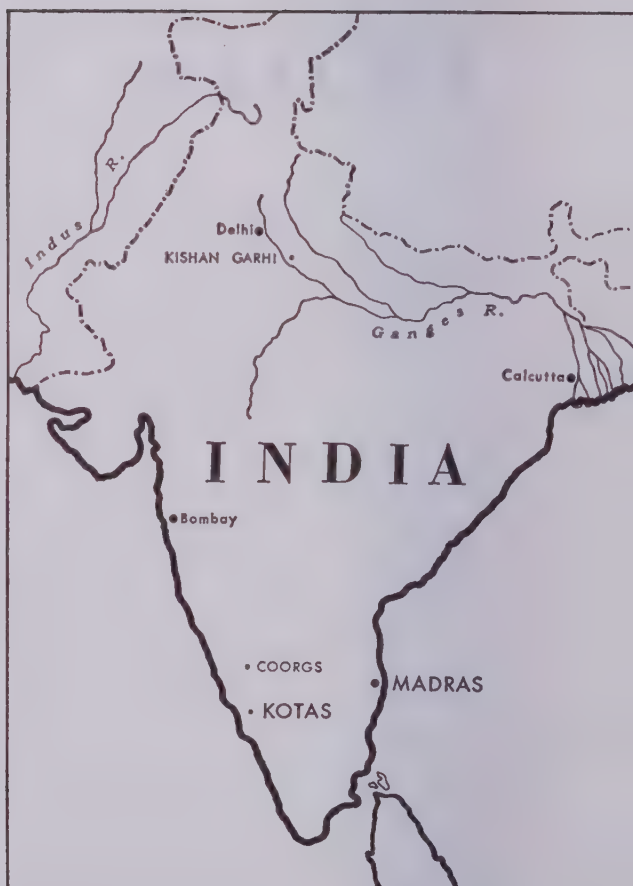 Indus R.
Delhi
KISHAN GARHI
Ganges R.
Calcutta
INDIA
Bombay
COORGS
MADRAS
KOTAS